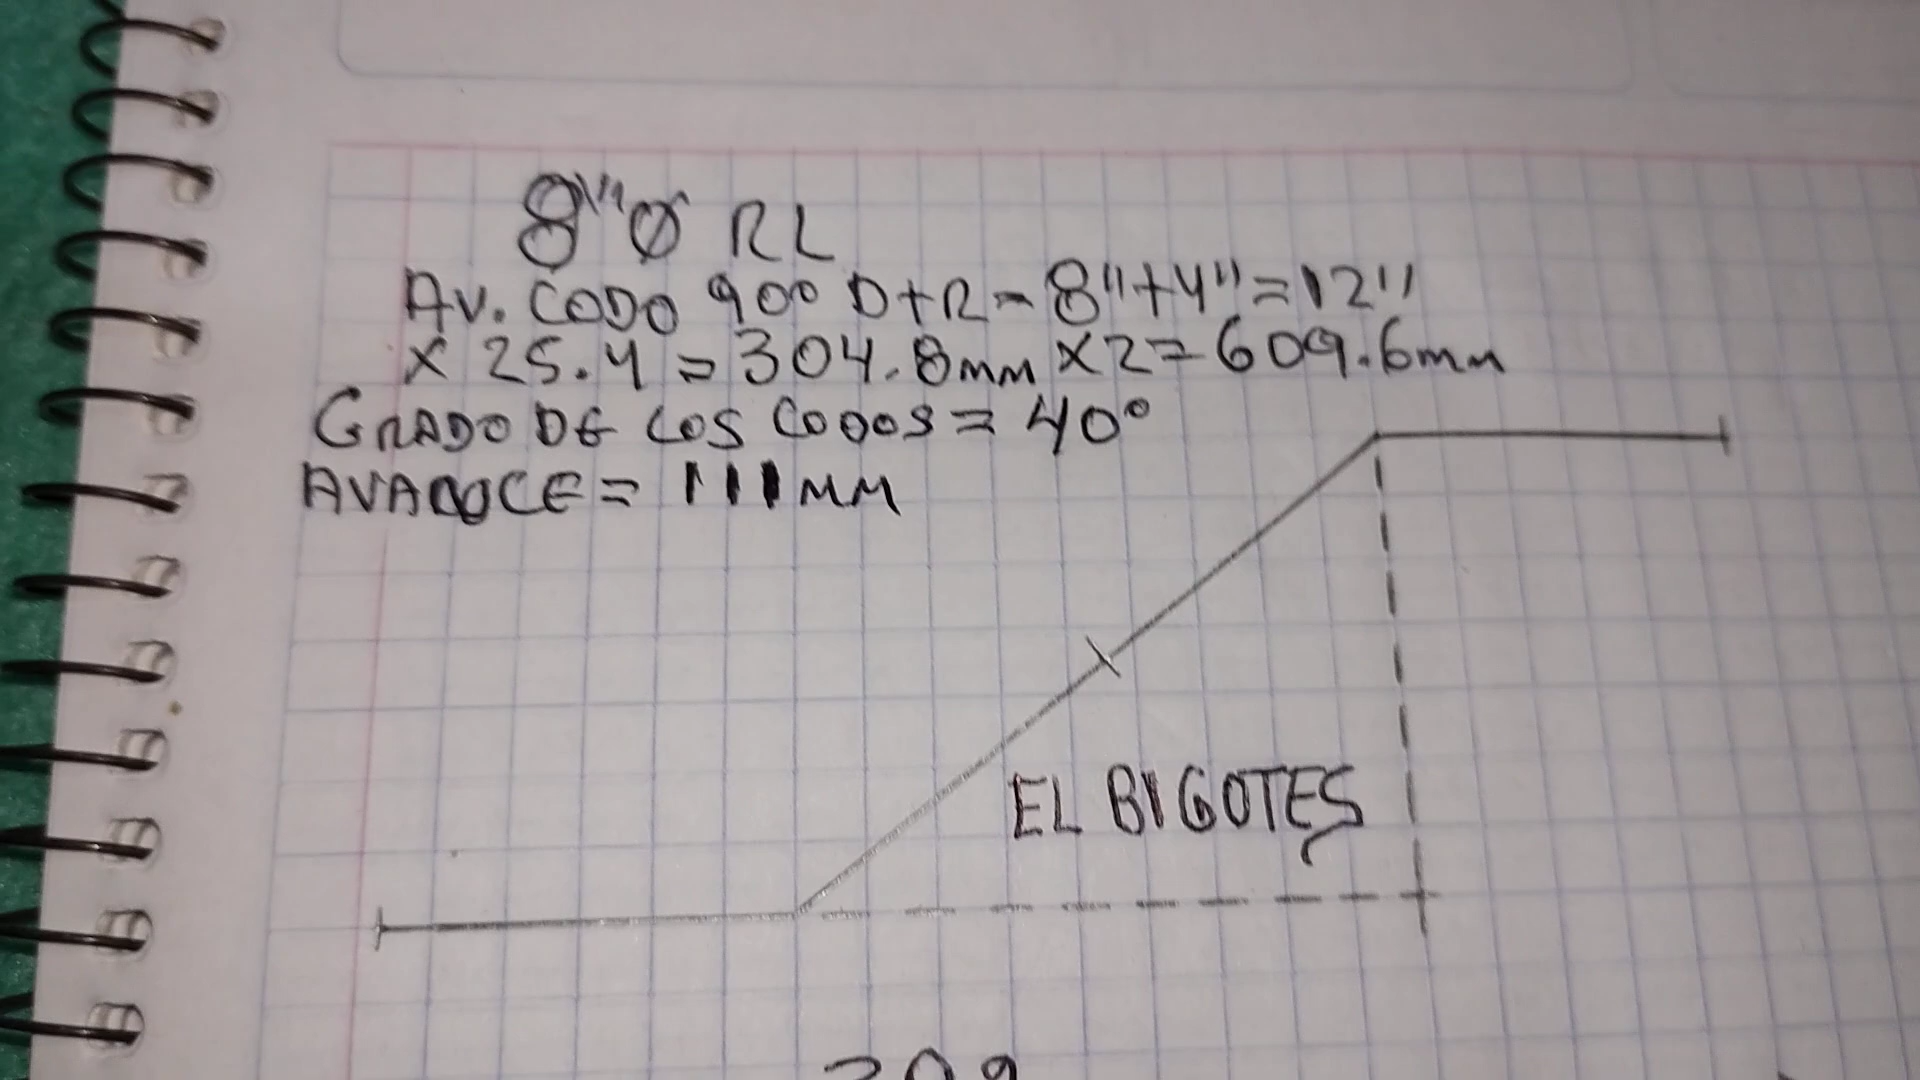 8"Ø RL
AV. CODO 90° D+R = 8"+4"=12"
X 25.4 = 304.8mm X2= 609.6mm
GRADO DE LOS CODOS = 40°
AVANCE = 111MM
EL BIGOTES